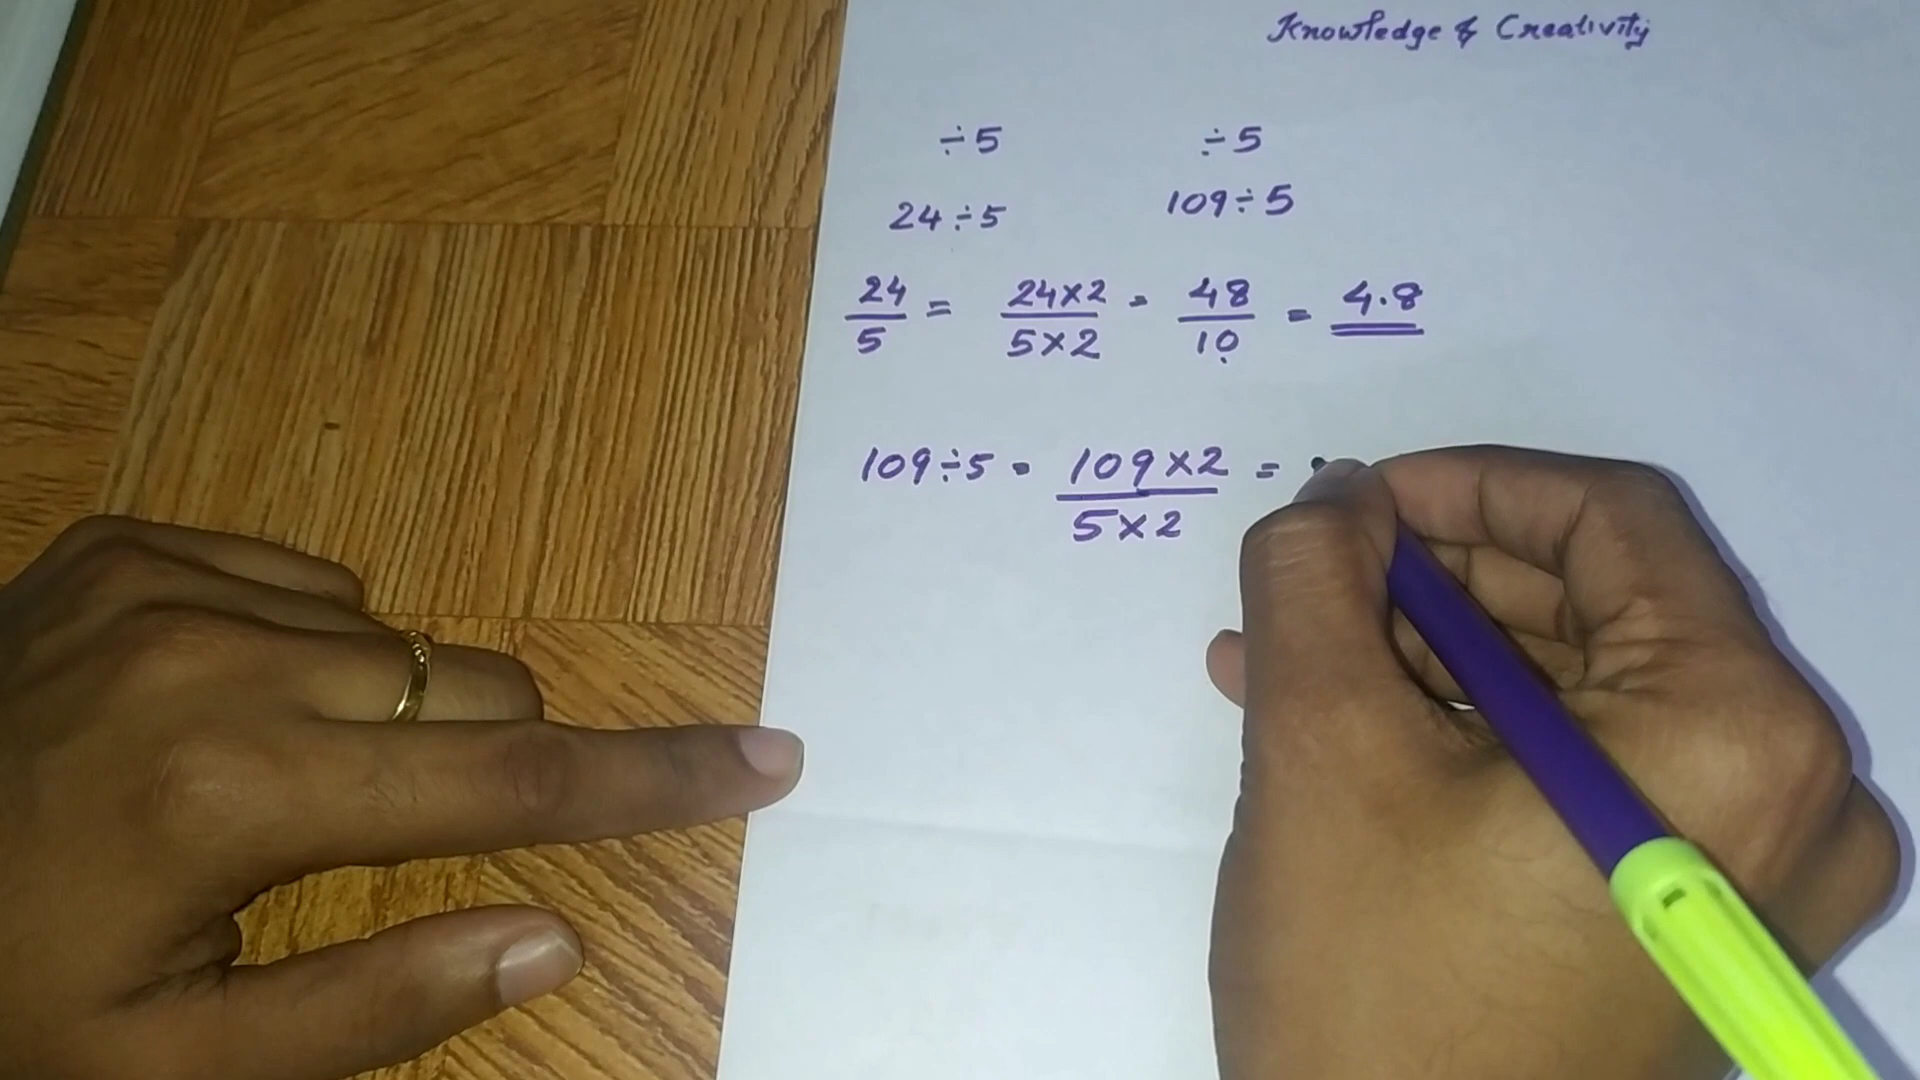 Knowledge & Creativity
÷5 ÷5
24÷5 109÷5
24/5 = 24×2/5×2 = 48/10 = 4.8
109÷5 = 109×2/5×2 =